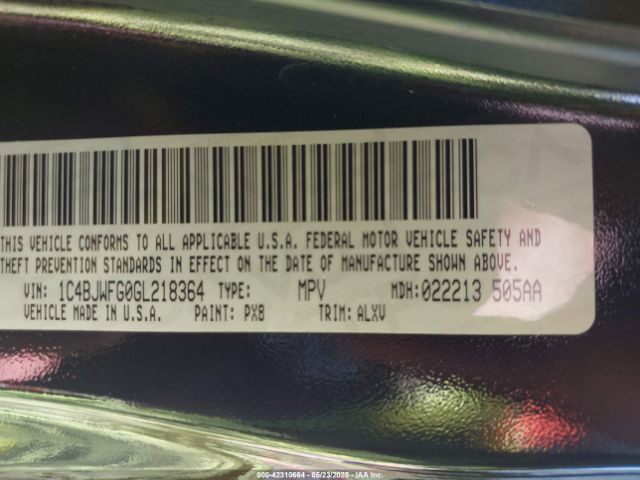 THIS VEHICLE CONFORMS TO ALL APPLICABLE U.S.A. FEDERAL MOTOR VEHICLE SAFETY AND
THEFT PREVENTION STANDARDS IN EFFECT ON THE DATE OF MANUFACTURE SHOWN ABOVE.
VIN: 1C4BJWFG0GL218364 TYPE: MPV MDH:022213 505AA
VEHICLE MADE IN U.S.A. PAINT: PX8 TRIM: ALXV
000-42310664 - 05/23/2025 - IAA Inc.